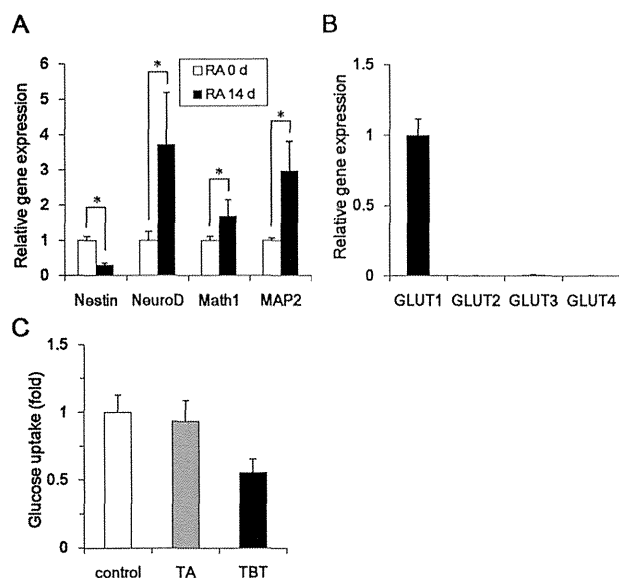 A
Relative gene expression
6
5
4
3
2
1
0
RA 0 d
RA 14 d
*
*
*
*
Nestin NeuroD Math1 MAP2
B
Relative gene expression
1.5
1
0.5
0
GLUT1 GLUT2 GLUT3 GLUT4
C
Glucose uptake (fold)
1.5
1
0.5
0
control TA TBT